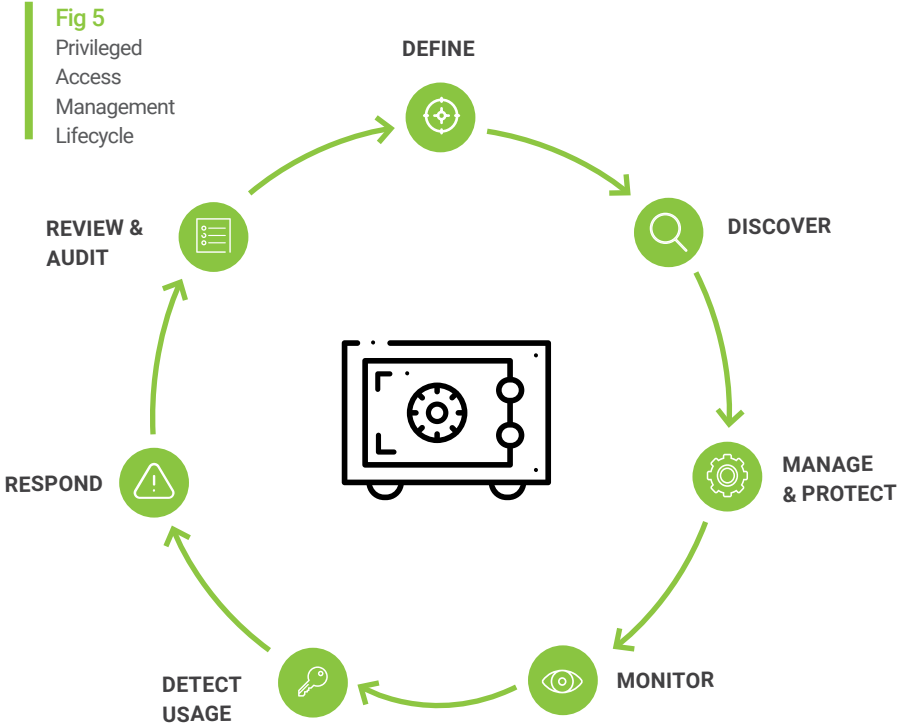 Fig 5
Privileged
Access
Management
Lifecycle
DEFINE
DISCOVER
MANAGE
& PROTECT
MONITOR
DETECT
USAGE
RESPOND
REVIEW &
AUDIT